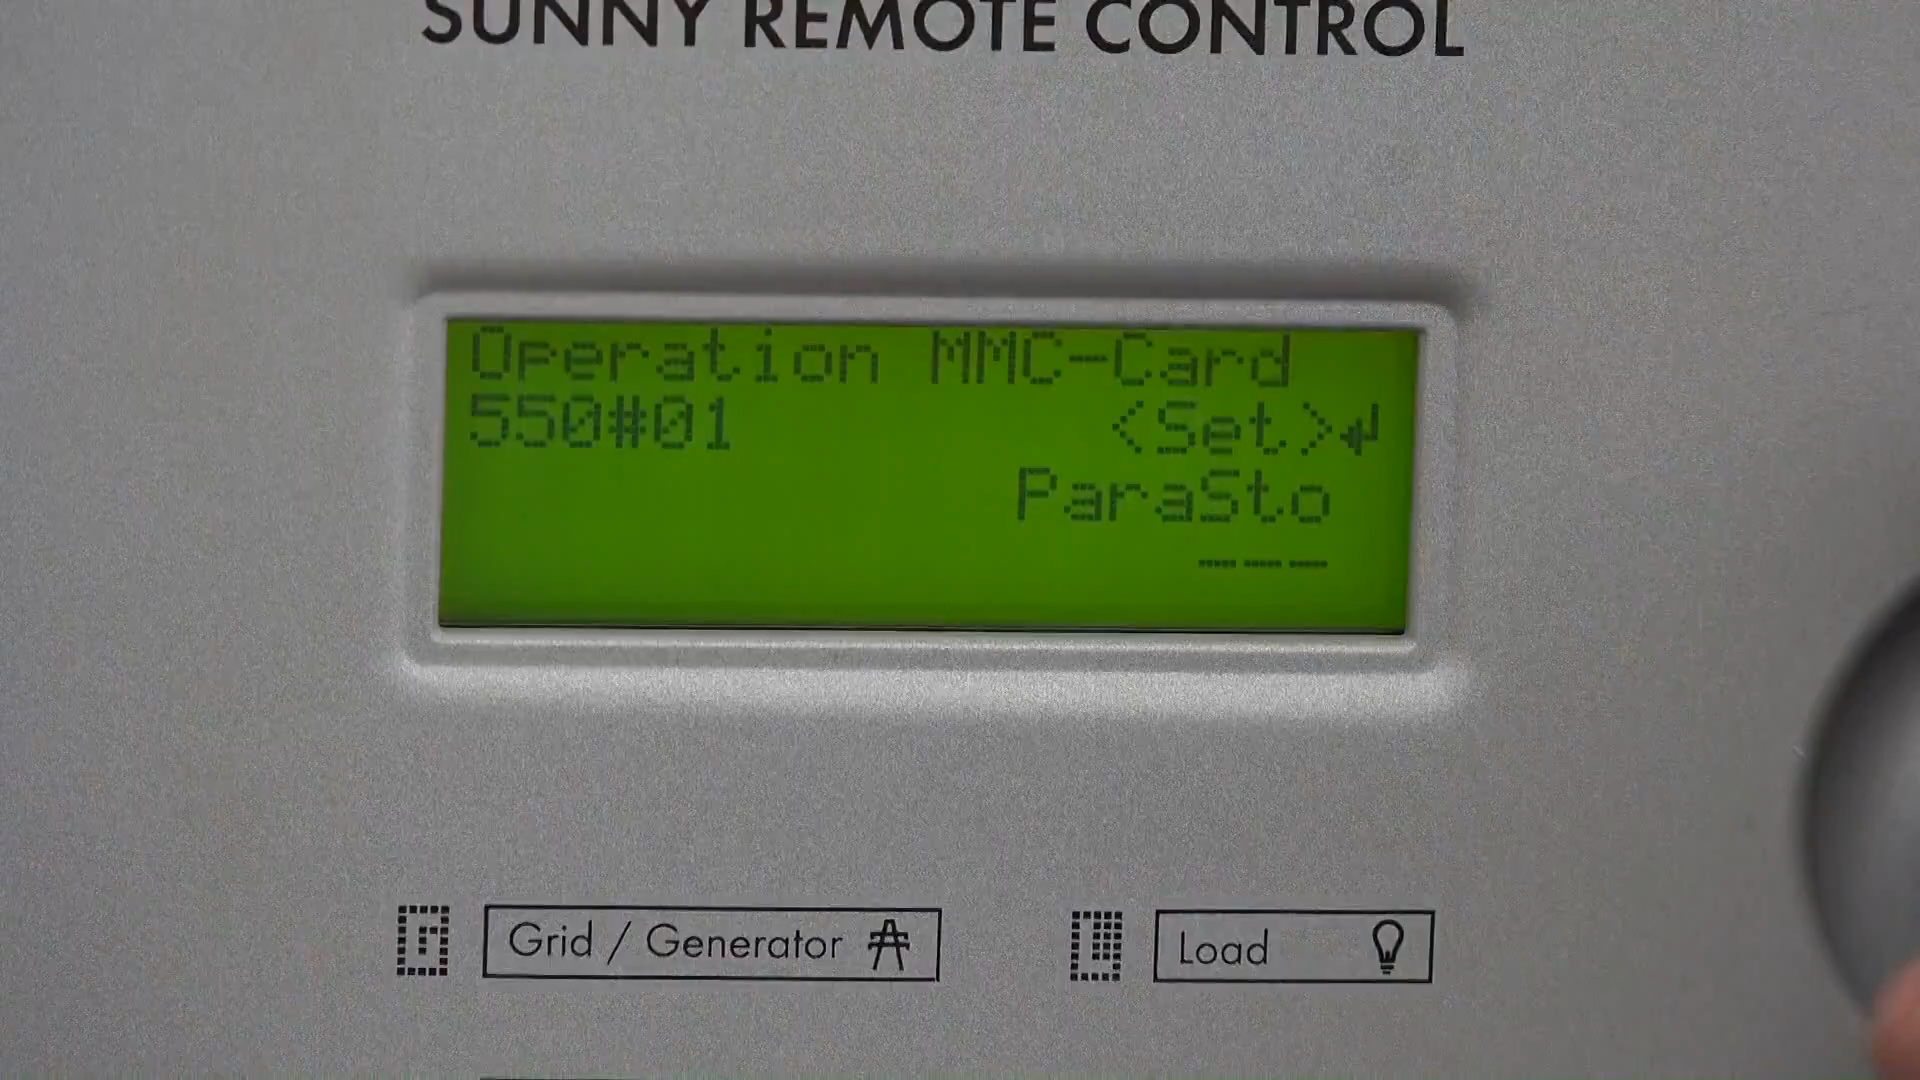 SUNNY REMOTE CONTROL
Operation MMC-Card
550#01 <Set>↵
ParaSto
---
Grid / Generator
Load